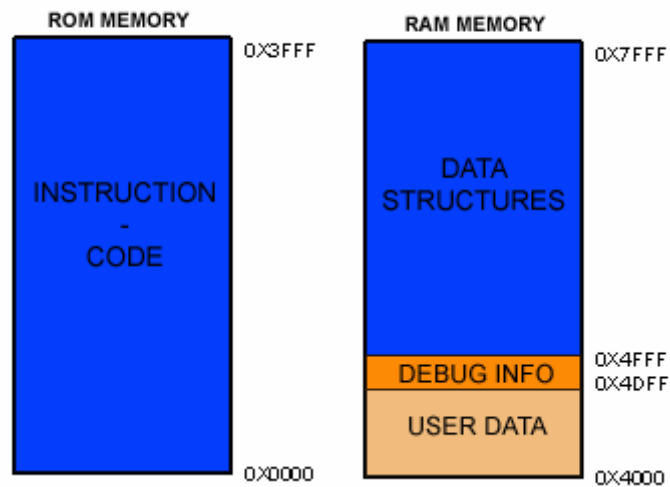 ROM MEMORY
0X3FFF
INSTRUCTION
-
CODE
0X0000
RAM MEMORY
0X7FFF
DATA
STRUCTURES
0X4FFF
DEBUG INFO
0X4DFF
USER DATA
0X4000